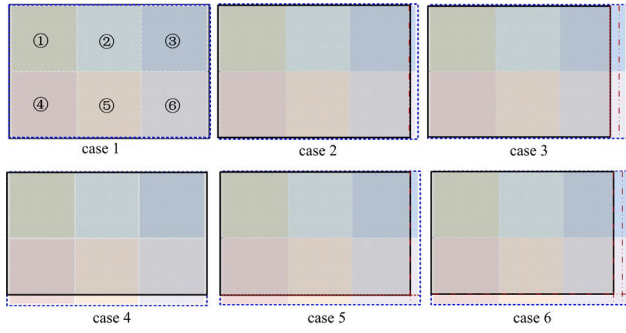 ① ② ③
④ ⑤ ⑥
case 1
case 2
case 3
case 4
case 5
case 6